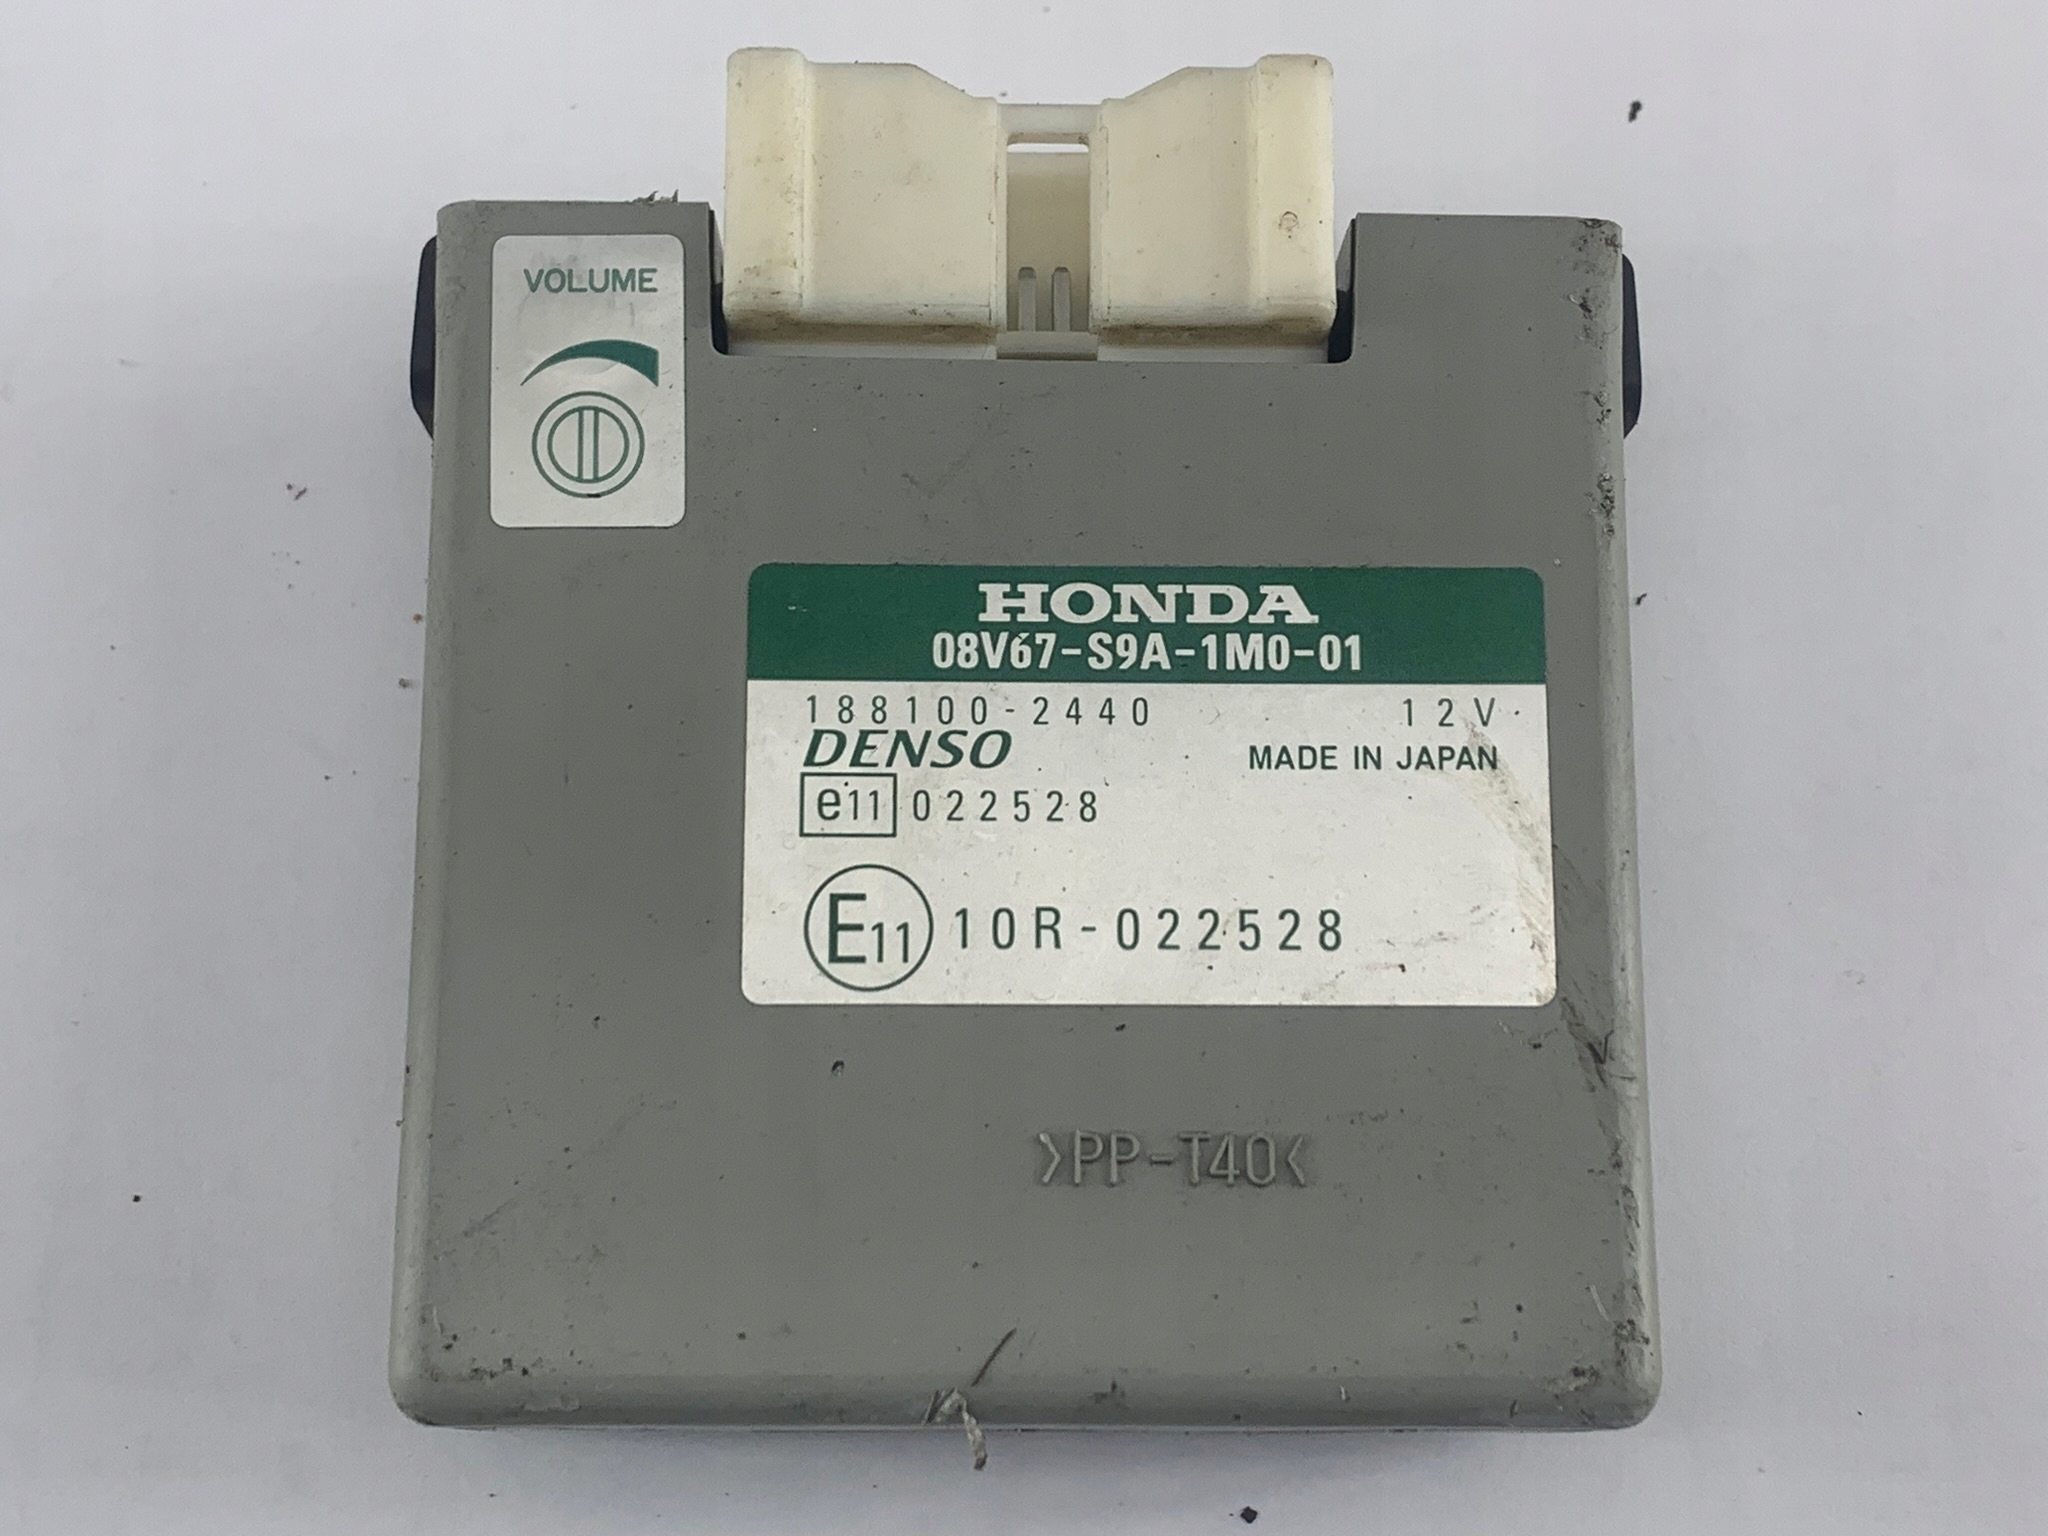 VOLUME
HONDA
08V67-S9A-1M0-01
188100-2440 12V
DENSO MADE IN JAPAN
e11 022528
E11 10R-022528
>PP-T40<